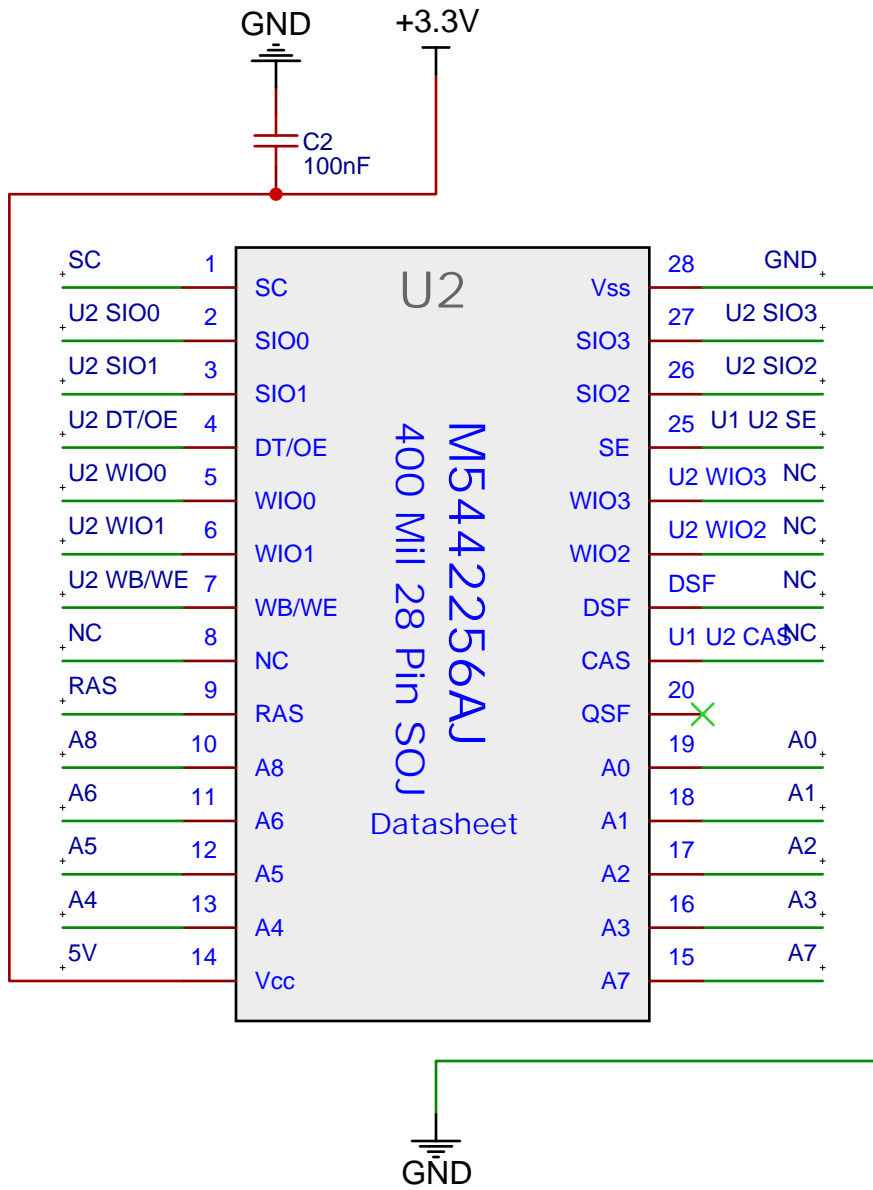 GND
+3.3V
C2
100nF
U2
M5442256AJ
400 Mil 28 Pin SOJ
Datasheet
SC 1 SC
U2 SIO0 2 SIO0
U2 SIO1 3 SIO1
U2 DT/OE 4 DT/OE
U2 WIO0 5 WIO0
U2 WIO1 6 WIO1
U2 WB/WE 7 WB/WE
NC 8 NC
RAS 9 RAS
A8 10 A8
A6 11 A6
A5 12 A5
A4 13 A4
5V 14 Vcc
Vss 28 GND
SIO3 27 U2 SIO3
SIO2 26 U2 SIO2
SE 25 U1 U2 SE
WIO3 U2 WIO3 NC
WIO2 U2 WIO2 NC
DSF DSF NC
CAS U1 U2 CAS NC
QSF 20
A0 19 A0
A1 18 A1
A2 17 A2
A3 16 A3
A7 15 A7
GND